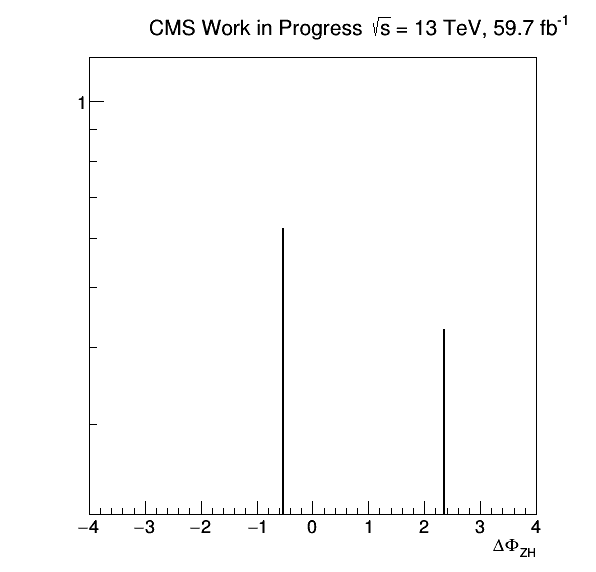 CMS Work in Progress √s = 13 TeV, 59.7 fb⁻¹
1
−4 −3 −2 −1 0 1 2 3 4
ΔΦ_ZH